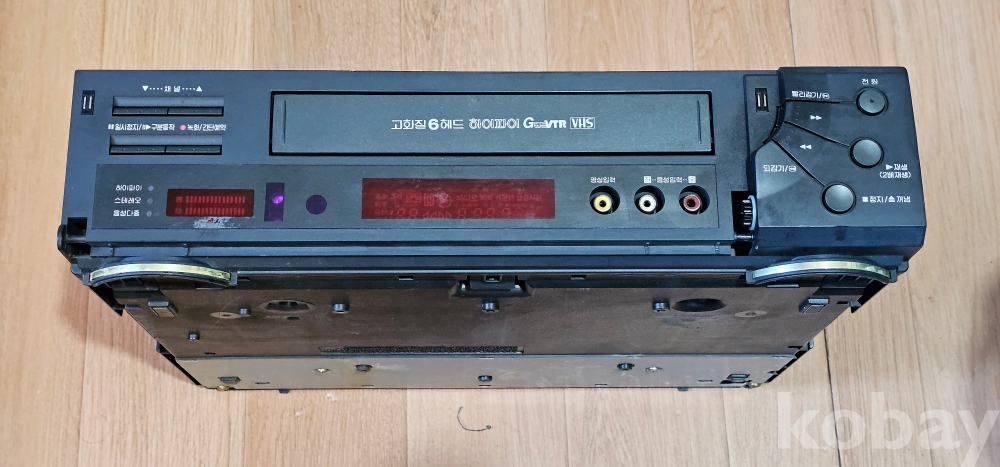 ▼----채 널----▲
⏸일시정지/⏸▶구분동작 ●녹화/간단예약
고화질 6헤드 하이파이 VTR VHS
하이파이
스테레오
음성다중
영상입력
음성입력
전 원
빨리감기/
▶▶
◀◀
되감기/
▶재생
(2배재생)
■정지/⏏꺼냄
kobay